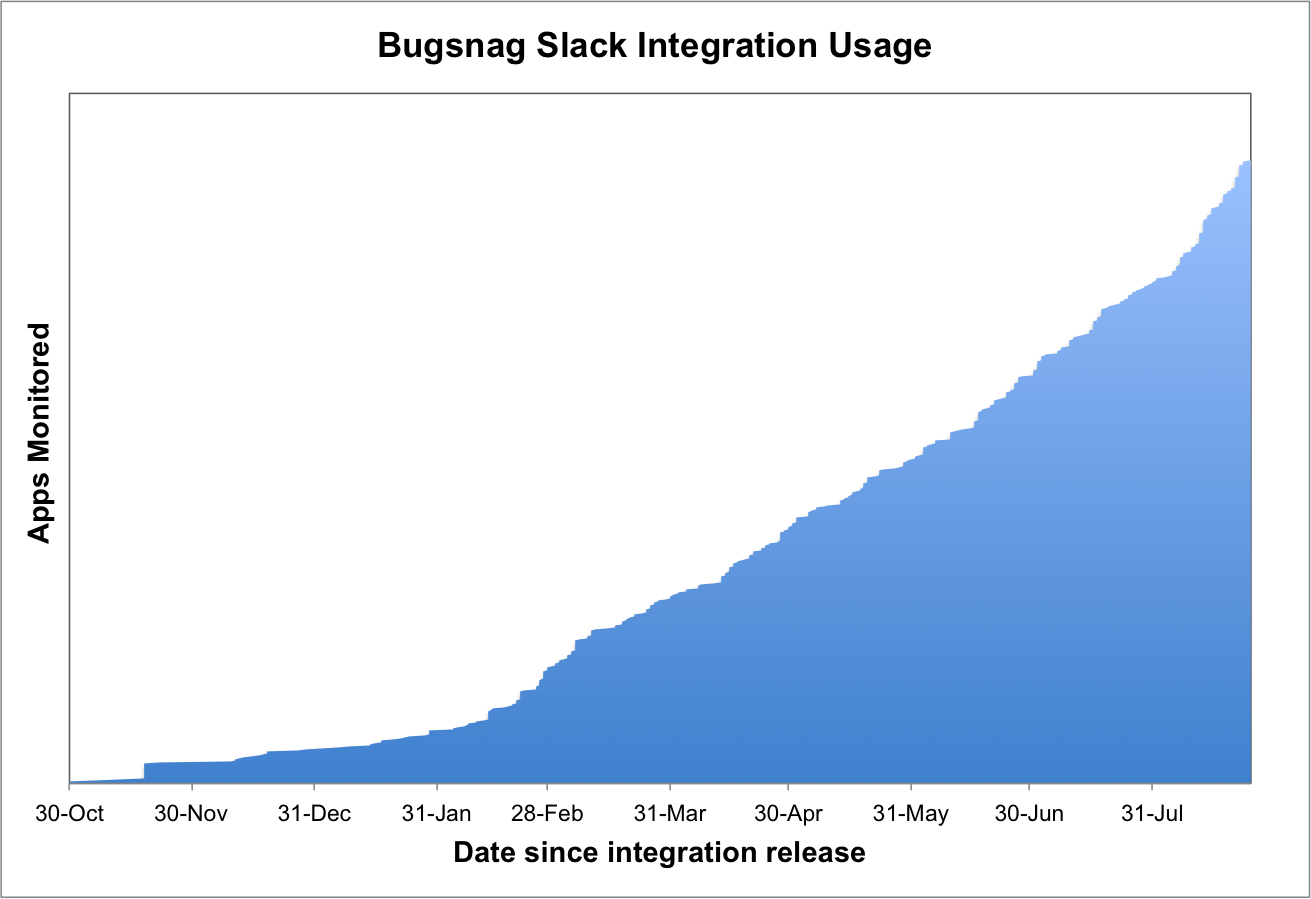 Bugsnag Slack Integration Usage
Apps Monitored
30-Oct 30-Nov 31-Dec 31-Jan 28-Feb 31-Mar 30-Apr 31-May 30-Jun 31-Jul
Date since integration release